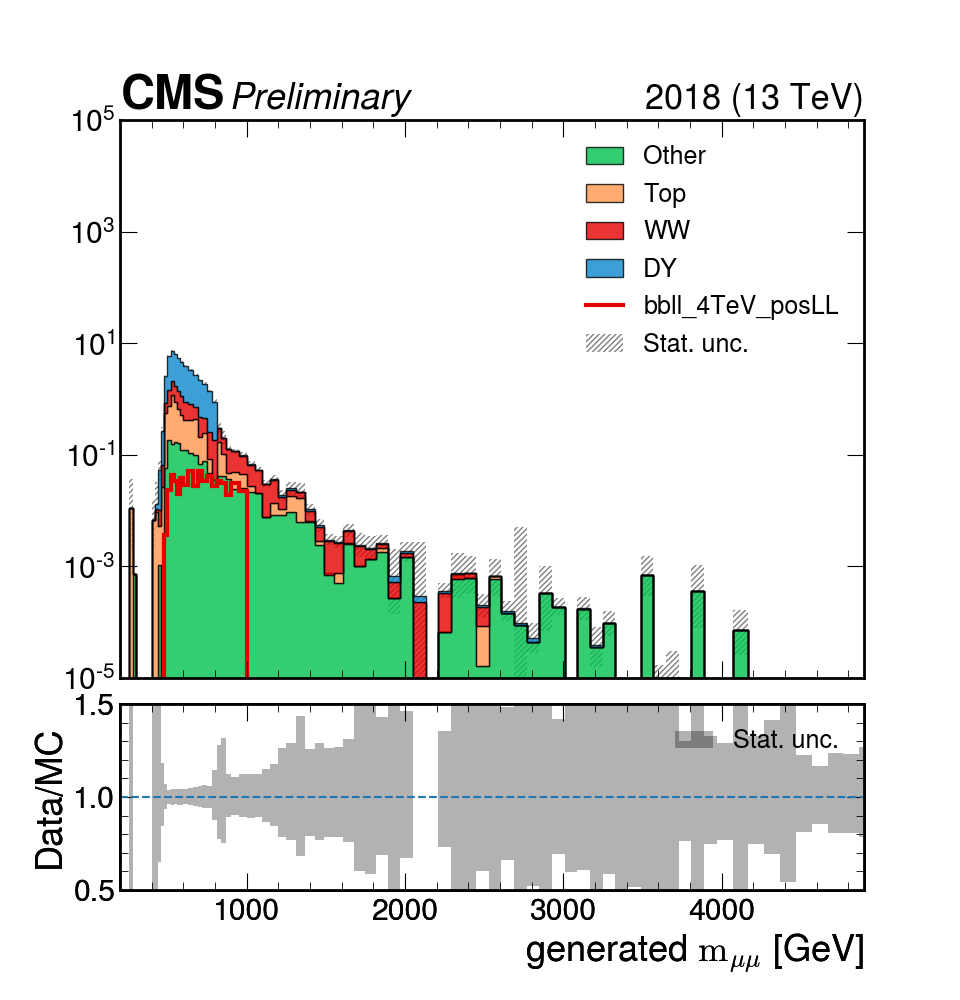 CMS Preliminary 2018 (13 TeV)
10^5
10^3
10^1
10^-1
10^-3
10^-5
Other
Top
WW
DY
bbll_4TeV_posLL
Stat. unc.
1.5
1.0
0.5
Data/MC
Stat. unc.
1000 2000 3000 4000
generated m_μμ [GeV]